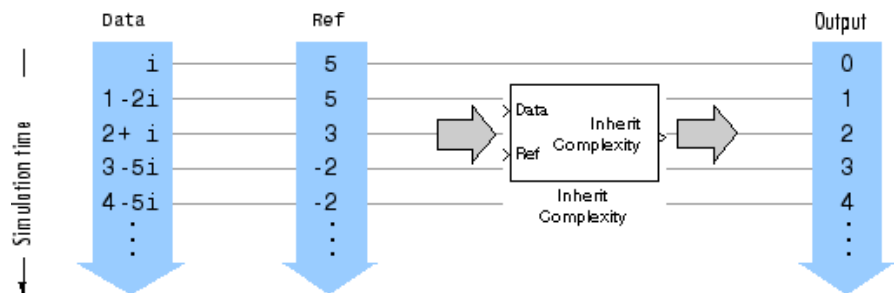 Data Ref Output
i 5 0
1-2i 5 1
2+ i 3 2
3-5i -2 3
4-5i -2 4
Simulation time
Data
Ref
Inherit
Complexity
Inherit
Complexity